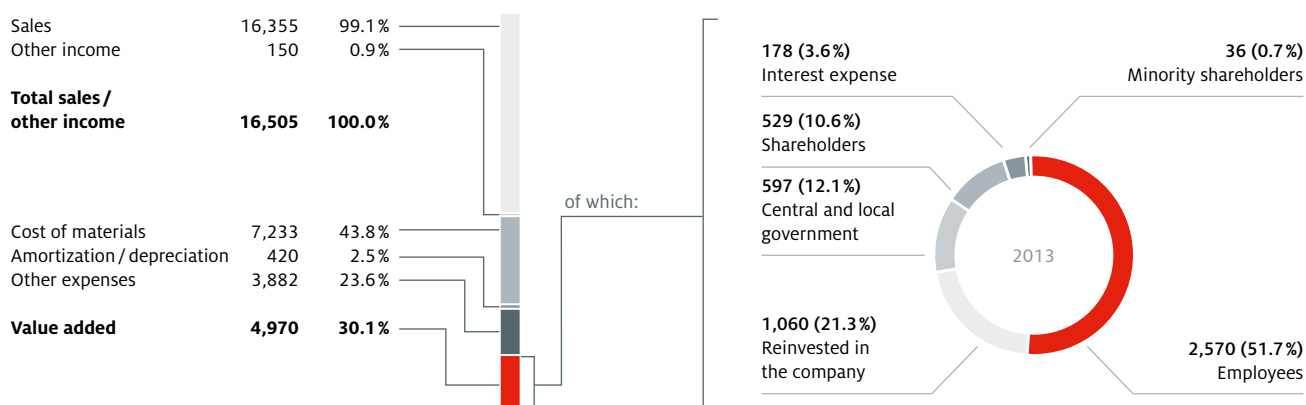 Sales 16,355 99.1%
Other income 150 0.9%
Total sales/
other income 16,505 100.0%
Cost of materials 7,233 43.8%
Amortization/depreciation 420 2.5%
Other expenses 3,882 23.6%
Value added 4,970 30.1%
of which:
178 (3.6%)
Interest expense
36 (0.7%)
Minority shareholders
529 (10.6%)
Shareholders
597 (12.1%)
Central and local
government
2013
1,060 (21.3%)
Reinvested in
the company
2,570 (51.7%)
Employees